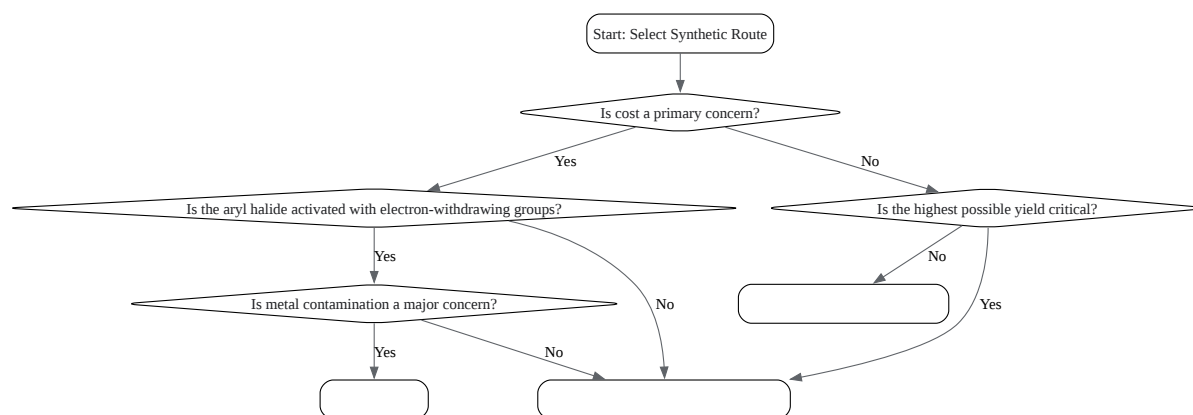 Start: Select Synthetic Route
Is cost a primary concern?
Yes
No
Is the aryl halide activated with electron-withdrawing groups?
Is the highest possible yield critical?
Yes
No
Is metal contamination a major concern?
No
Yes
Yes
No